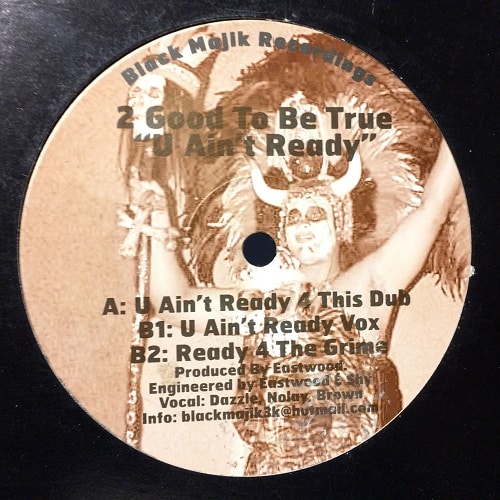 Black Majik Recordings
2 Good To Be True
"U Ain't Ready"
A: U Ain't Ready 4 This Dub
B1: U Ain't Ready Vox
B2: Ready 4 The Grime
Produced By Eastwood.
Engineered by Eastwood & Shy
Vocal: Dazzle, Nolay, Brown
Info: blackmajik3k@hotmail.com